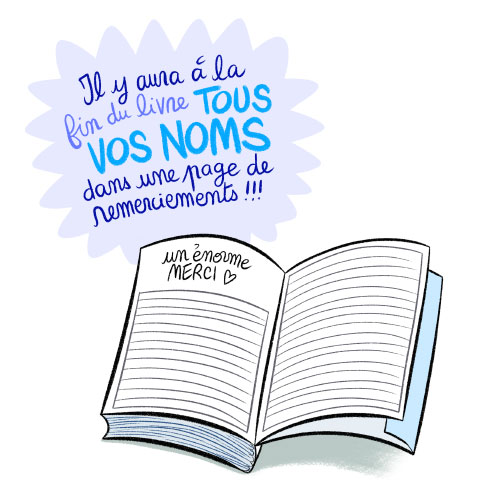 Il y aura á la
fin du livre TOUS
VOS NOMS
dans une page de
remerciements !!!
un énorme
MERCI ♡